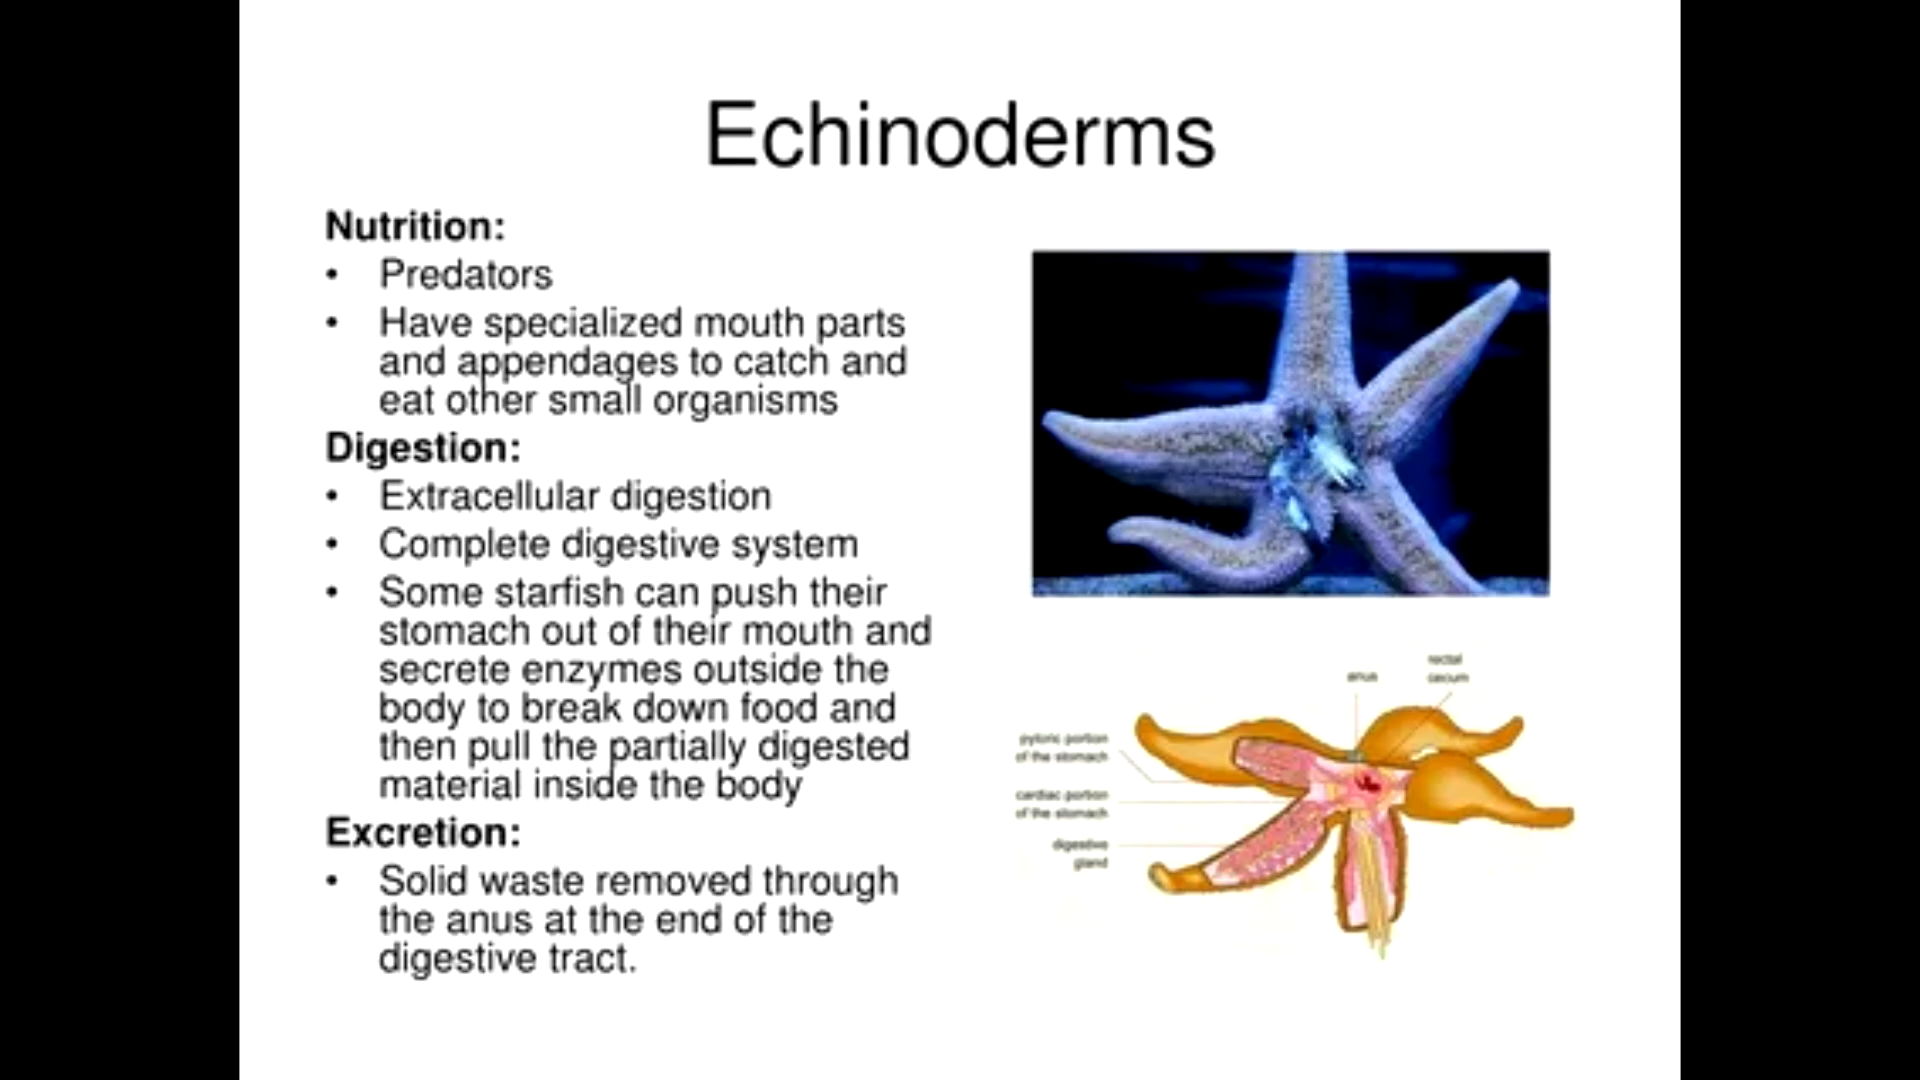 Echinoderms
Nutrition:
• Predators
• Have specialized mouth parts
and appendages to catch and
eat other small organisms
Digestion:
• Extracellular digestion
• Complete digestive system
• Some starfish can push their
stomach out of their mouth and
secrete enzymes outside the
body to break down food and
then pull the partially digested
material inside the body
Excretion:
• Solid waste removed through
the anus at the end of the
digestive tract.
rectal
cecum
anus
pyloric portion
of the stomach
cardiac portion
of the stomach
digestive
gland